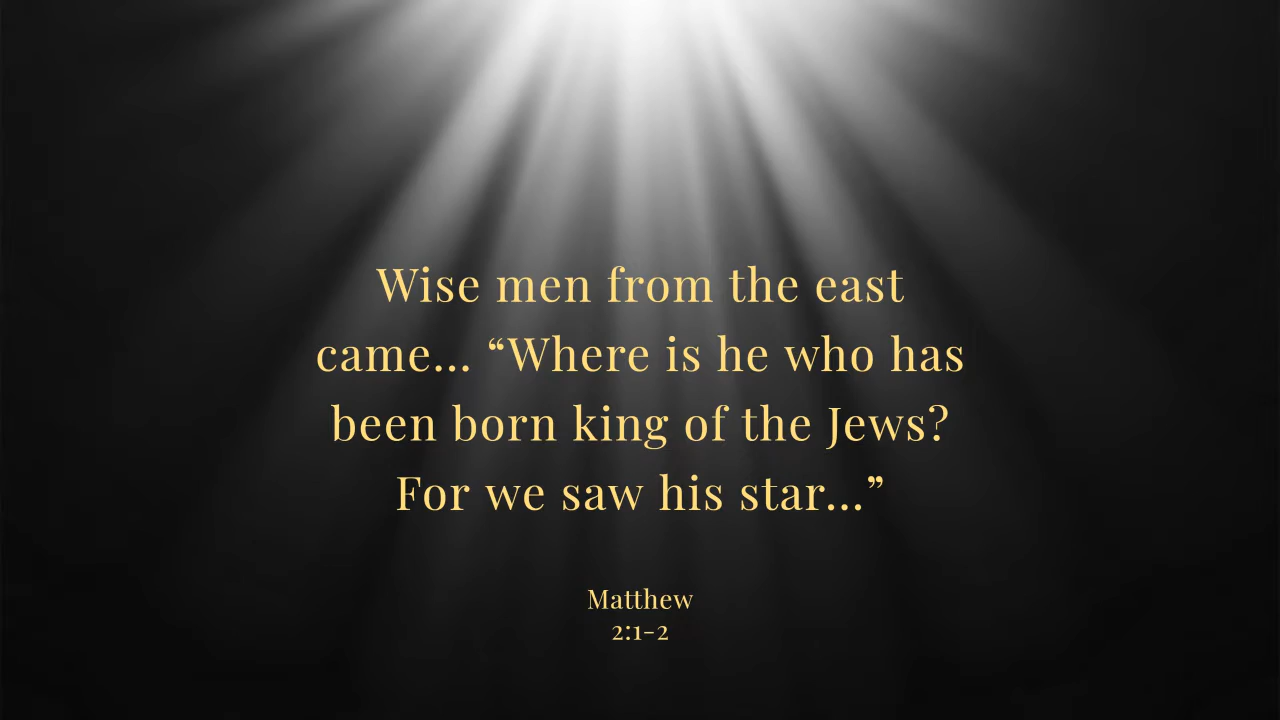 Wise men from the east
came... “Where is he who has
been born king of the Jews?
For we saw his star...”
Matthew
2:1-2